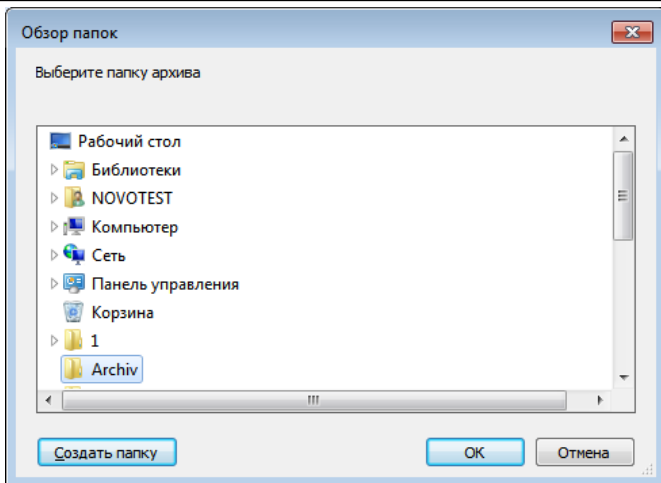 Обзор папок
Выберите папку архива
Рабочий стол
Библиотеки
NOVOTEST
Компьютер
Сеть
Панель управления
Корзина
1
Archiv
Создать папку
OK
Отмена